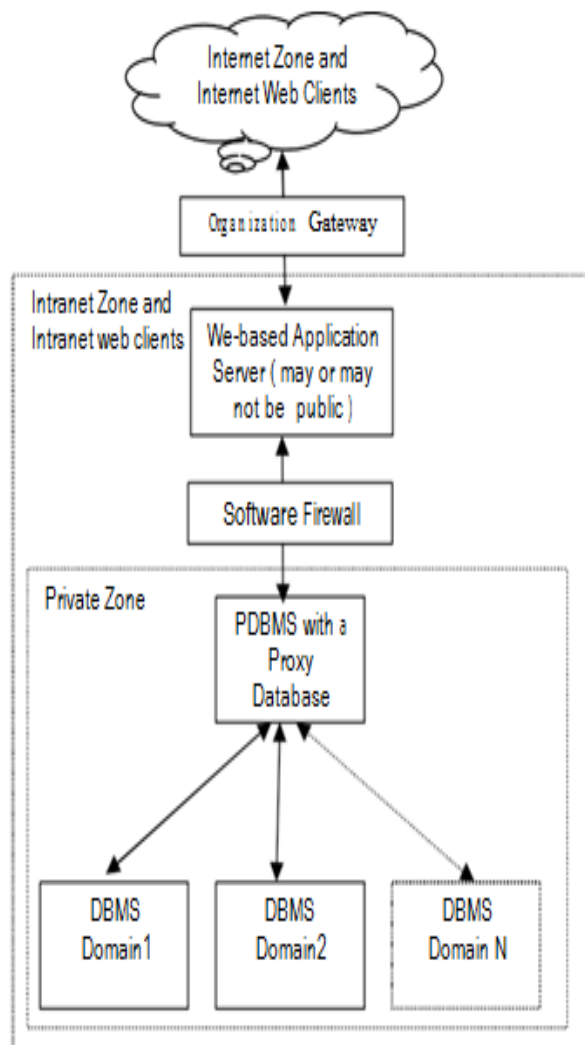 Internet Zone and
Internet Web Clients
Organization Gateway
Intranet Zone and
Intranet web clients
We-based Application
Server ( may or may
not be public )
Software Firewall
Private Zone
PDBMS with a
Proxy
Database
DBMS
Domain1
DBMS
Domain2
DBMS
Domain N